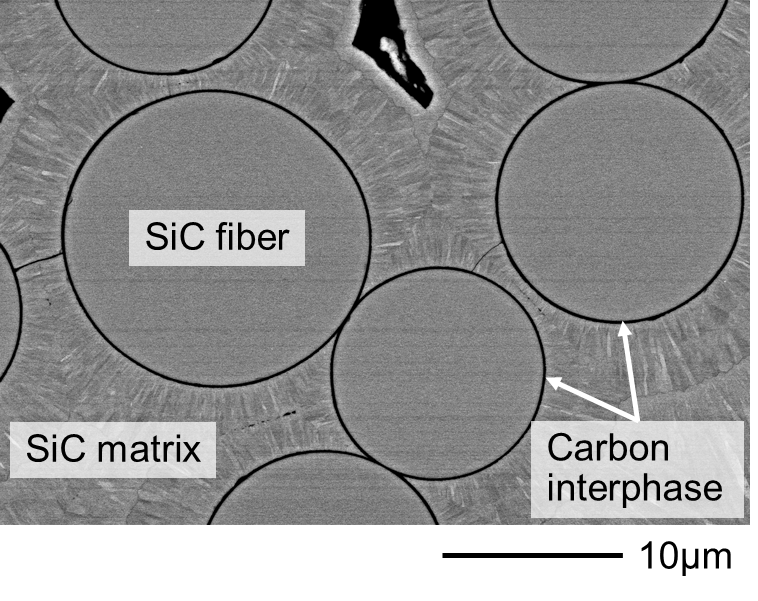 SiC fiber
SiC matrix
Carbon
interphase
10μm